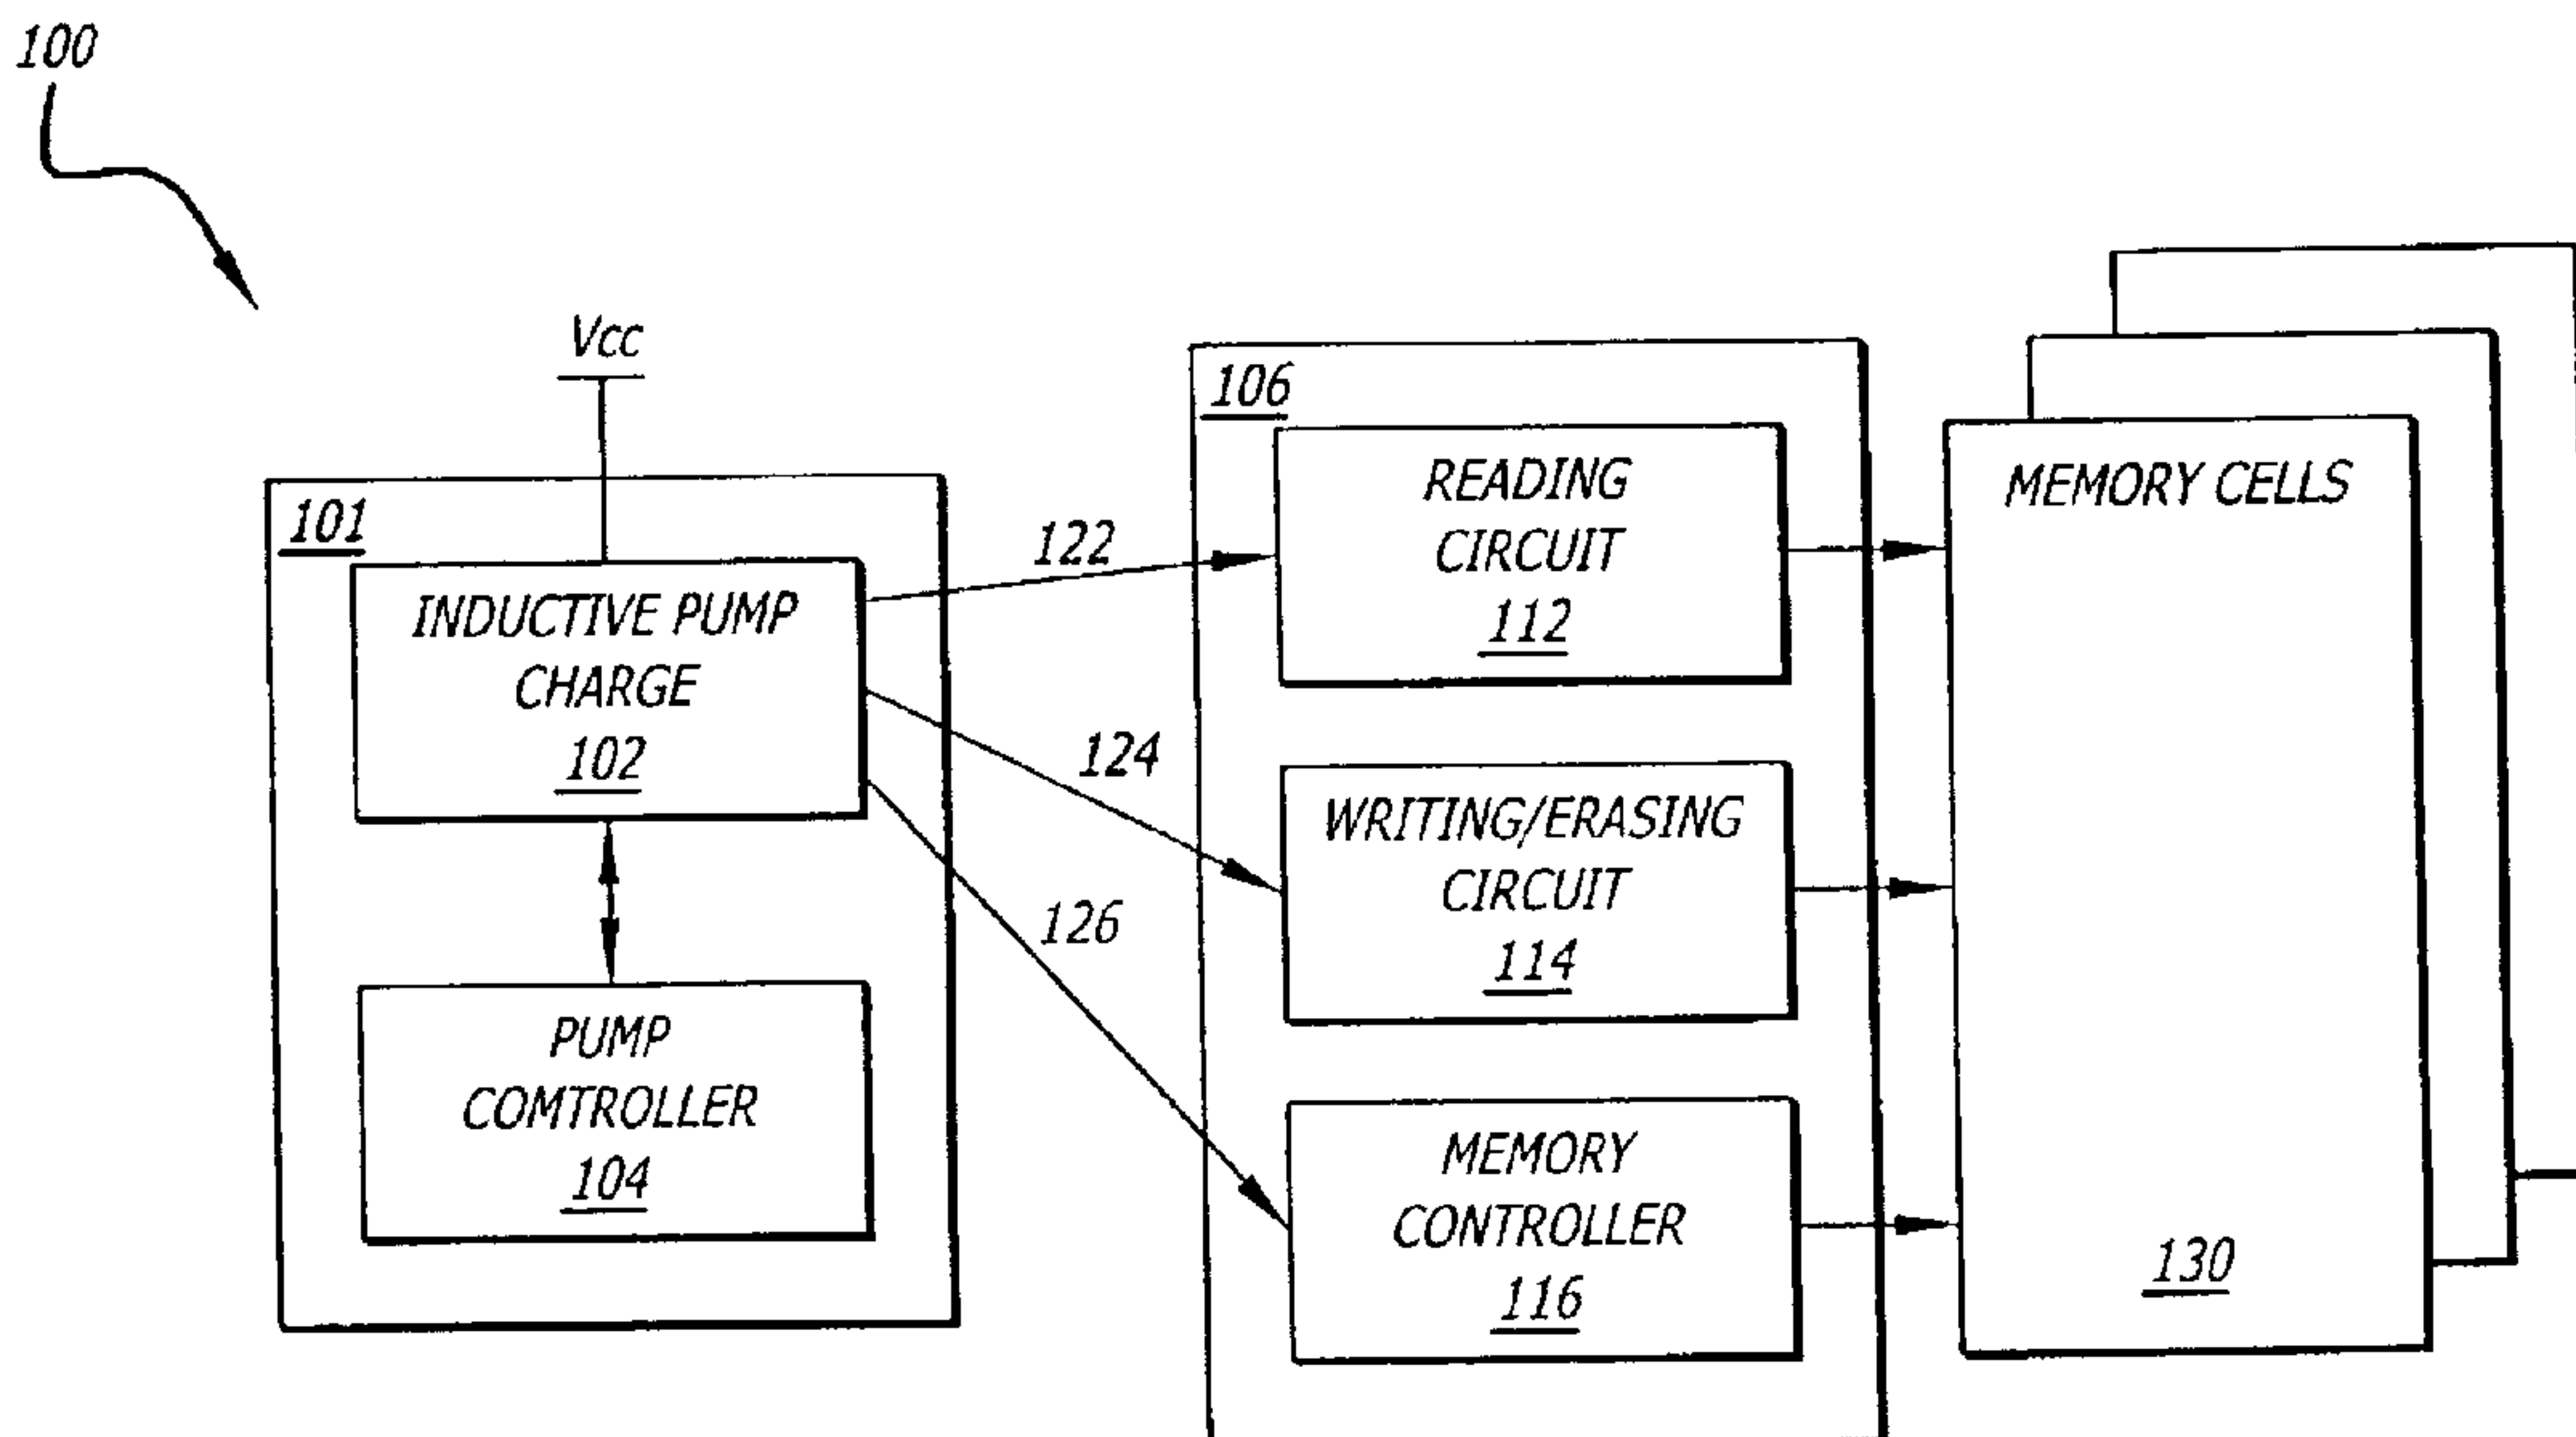 100
Vcc
101
INDUCTIVE PUMP
CHARGE
102
PUMP
COMTROLLER
104
122
124
126
106
READING
CIRCUIT
112
WRITING/ERASING
CIRCUIT
114
MEMORY
CONTROLLER
116
MEMORY CELLS
130